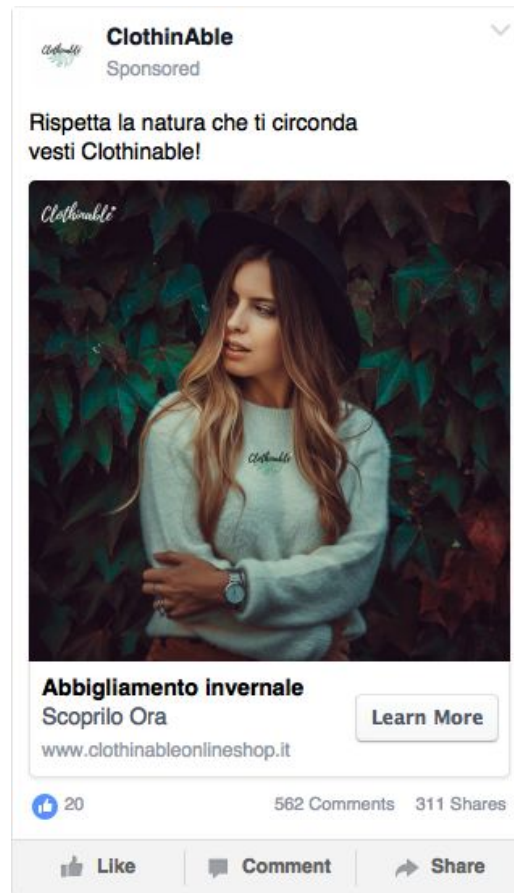 Clothinable
ClothinAble
Sponsored
Rispetta la natura che ti circonda
vesti Clothinable!
Clothinable
Clothinable
Abbigliamento invernale
Scoprilo Ora
Learn More
www.clothinableonlineshop.it
20
562 Comments 311 Shares
Like Comment Share